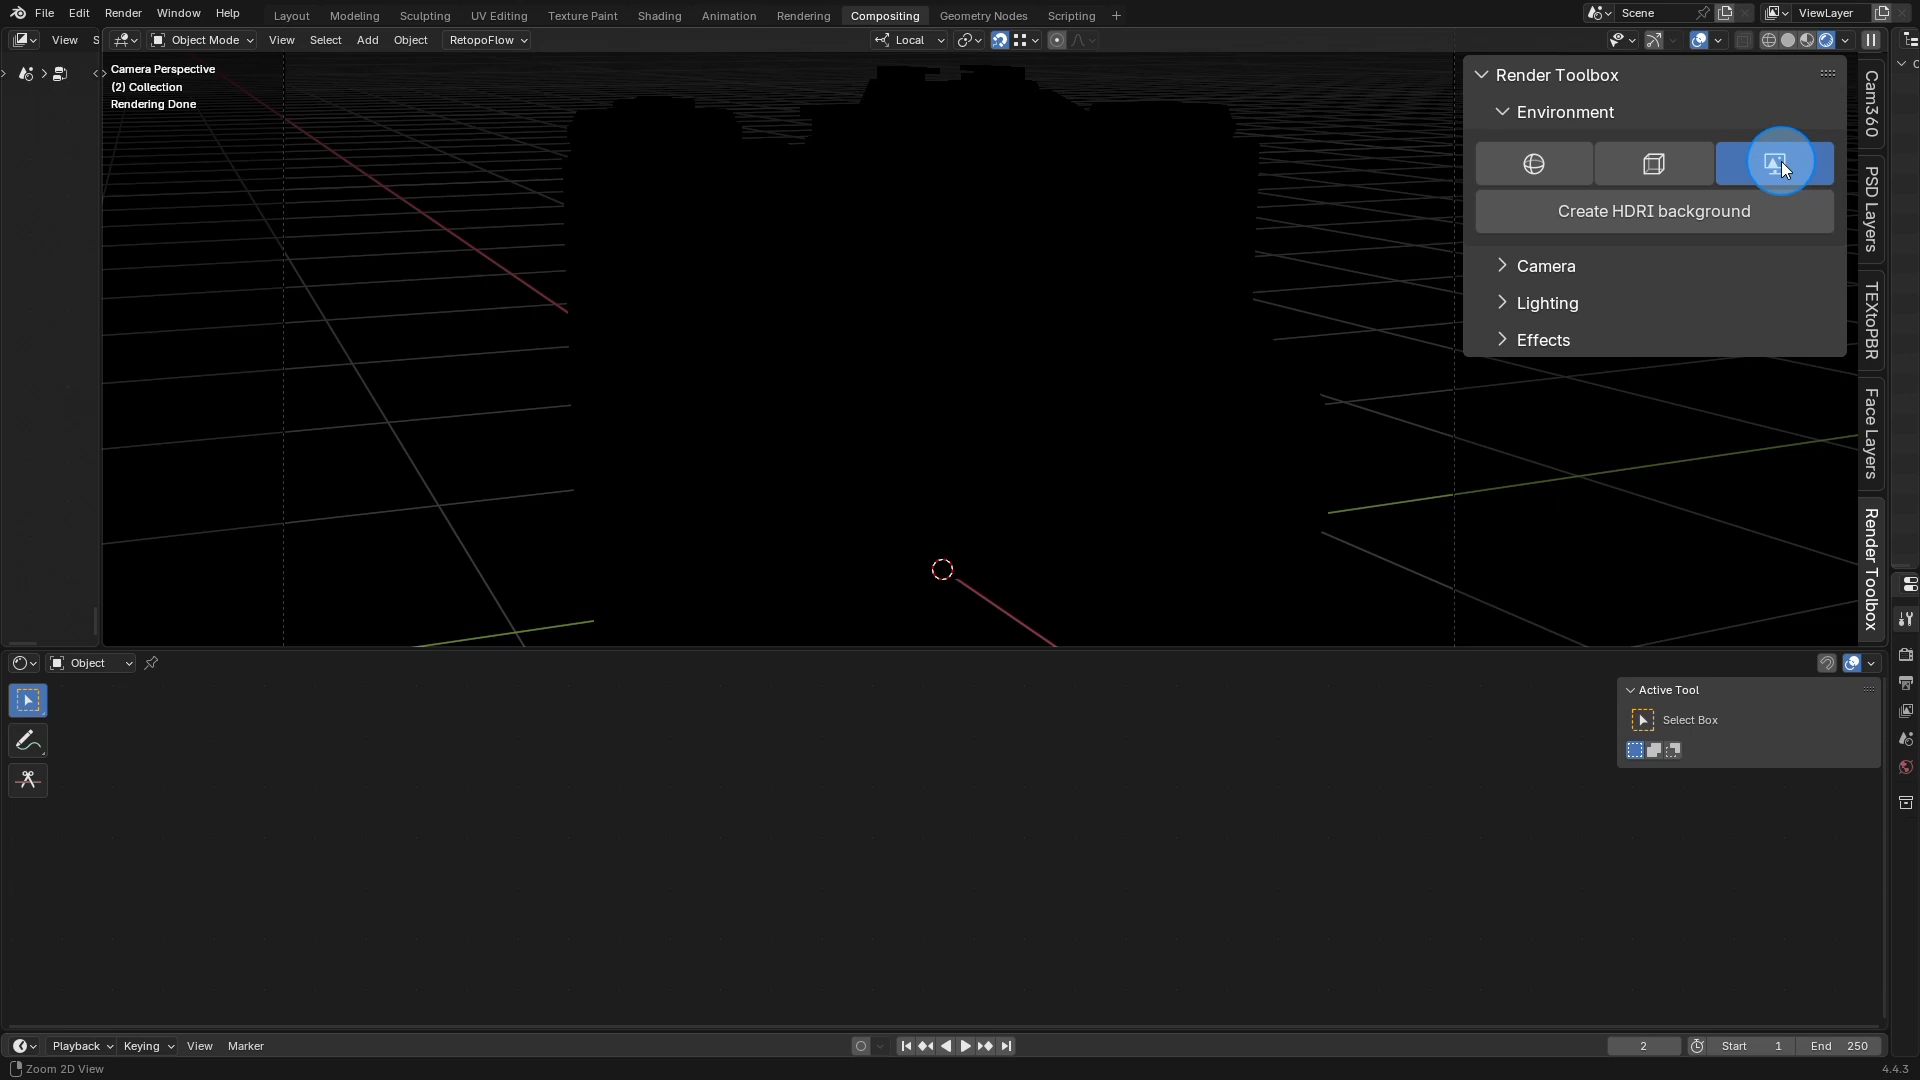 File Edit Render Window Help Layout Modeling Sculpting UV Editing Texture Paint Shading Animation Rendering Compositing Geometry Nodes Scripting + Scene ViewLayer
View S Object Mode View Select Add Object RetopoFlow Local
Camera Perspective
(2) Collection
Rendering Done
Render Toolbox
Environment
Create HDRI background
Camera
Lighting
Effects
Cam360
PSD Layers
TEXtoPBR
Face Layers
Render Toolbox
C
Object
Active Tool
Select Box
Playback Keying View Marker 2 Start 1 End 250
Zoom 2D View 4.4.3